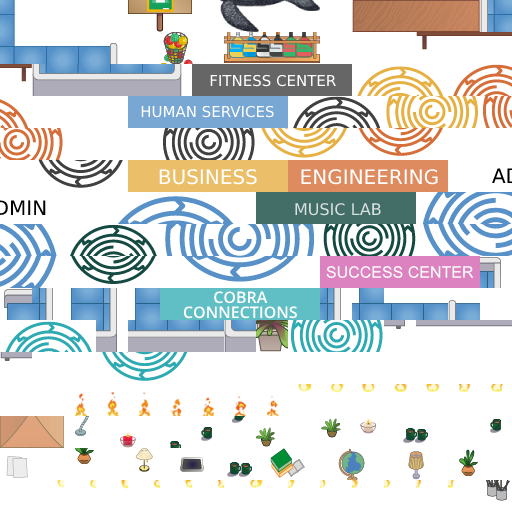 FITNESS CENTER
HUMAN SERVICES
BUSINESS
ENGINEERING
AD
DMIN
MUSIC LAB
SUCCESS CENTER
COBRA
CONNECTIONS